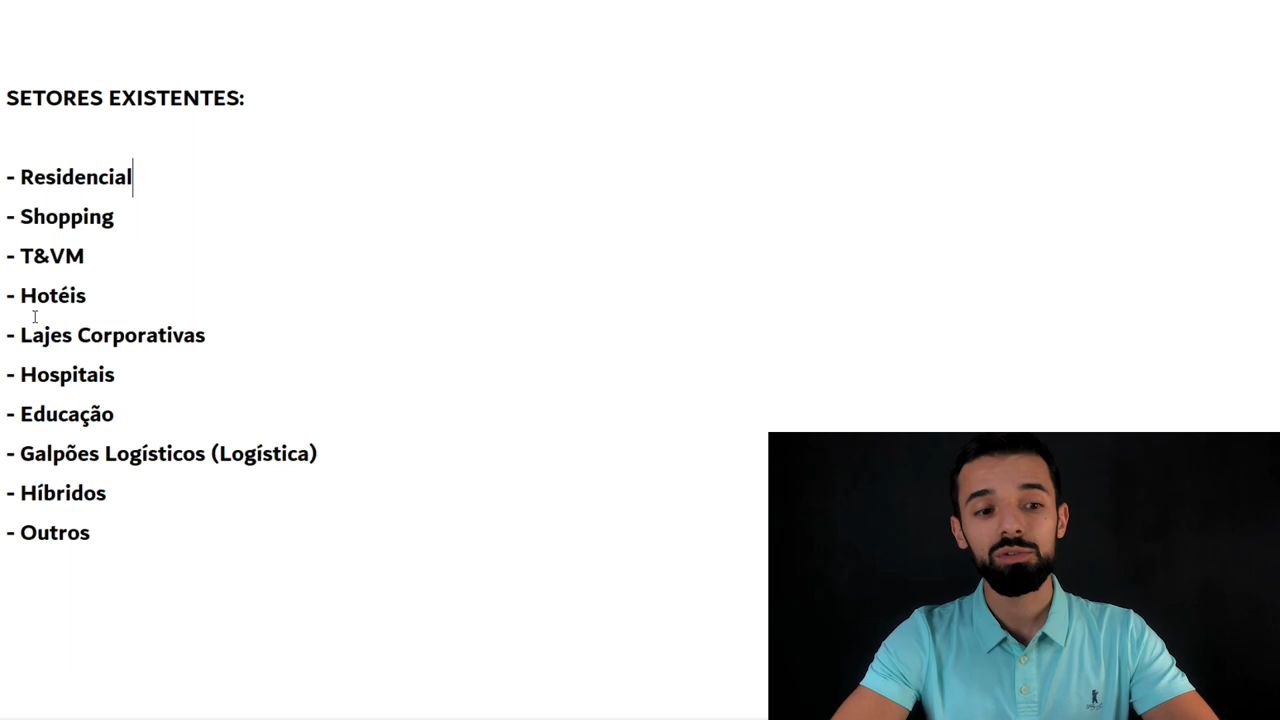 SETORES EXISTENTES:
- Residencial
- Shopping
- T&VM
- Hotéis
- Lajes Corporativas
- Hospitais
- Educação
- Galpões Logísticos (Logística)
- Híbridos
- Outros